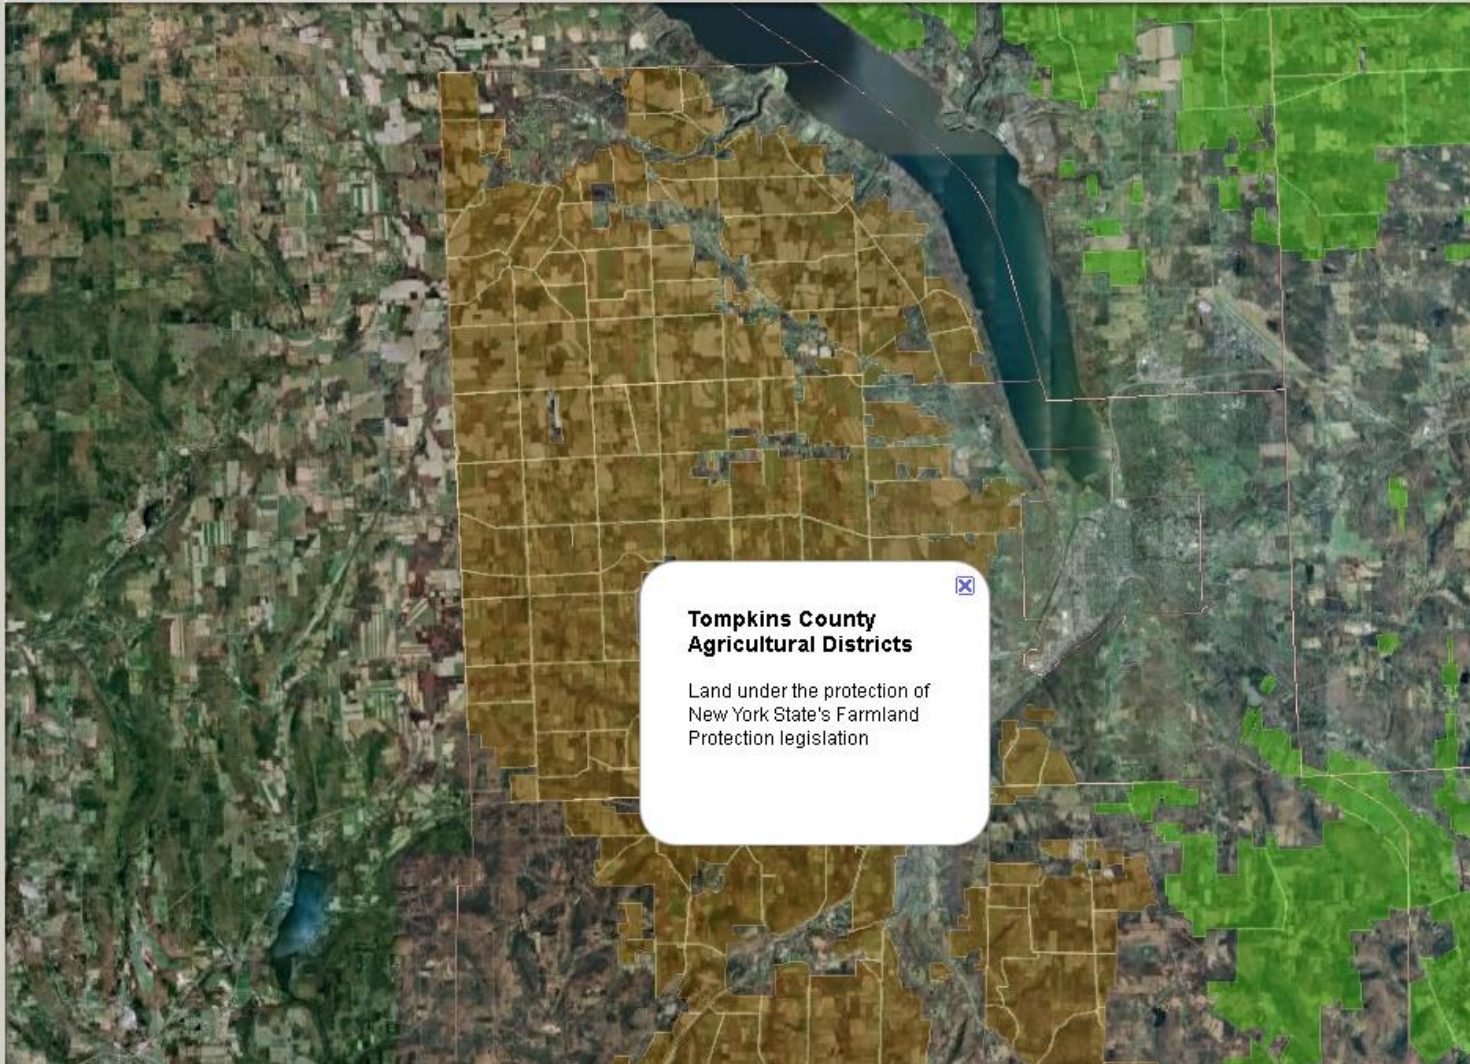 Tompkins County
Agricultural Districts
Land under the protection of
New York State's Farmland
Protection legislation